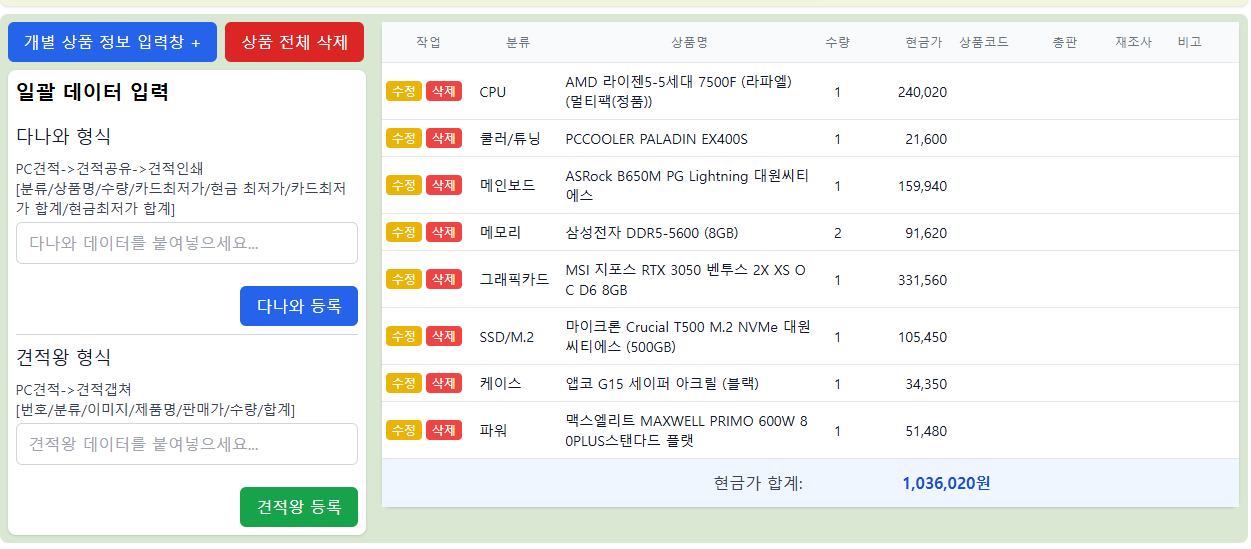 개별 상품 정보 입력창 + 상품 전체 삭제
일괄 데이터 입력
다나와 형식
PC견적->견적공유->견적인쇄
[분류/상품명/수량/카드최저가/현금 최저가/카드최저
가 합계/현금최저가 합계]
다나와 데이터를 붙여넣으세요...
다나와 등록
견적왕 형식
PC견적->견적갭쳐
[번호/분류/이미지/제품명/판매가/수량/합계]
견적왕 데이터를 붙여넣으세요...
견적왕 등록
작업 분류 상품명 수량 현금가 상품코드 총판 재조사 비고
수정 삭제 CPU AMD 라이젠5-5세대 7500F (라파엘)
(멀티팩(정품)) 1 240,020
수정 삭제 쿨러/튜닝 PCCOOLER PALADIN EX400S 1 21,600
수정 삭제 메인보드 ASRock B650M PG Lightning 대원씨티
에스 1 159,940
수정 삭제 메모리 삼성전자 DDR5-5600 (8GB) 2 91,620
수정 삭제 그래픽카드 MSI 지포스 RTX 3050 벤투스 2X XS O
C D6 8GB 1 331,560
수정 삭제 SSD/M.2 마이크론 Crucial T500 M.2 NVMe 대원
씨티에스 (500GB) 1 105,450
수정 삭제 케이스 앱코 G15 세이퍼 아크릴 (블랙) 1 34,350
수정 삭제 파워 맥스엘리트 MAXWELL PRIMO 600W 8
0PLUS스탠다드 플랫 1 51,480
현금가 합계: 1,036,020원